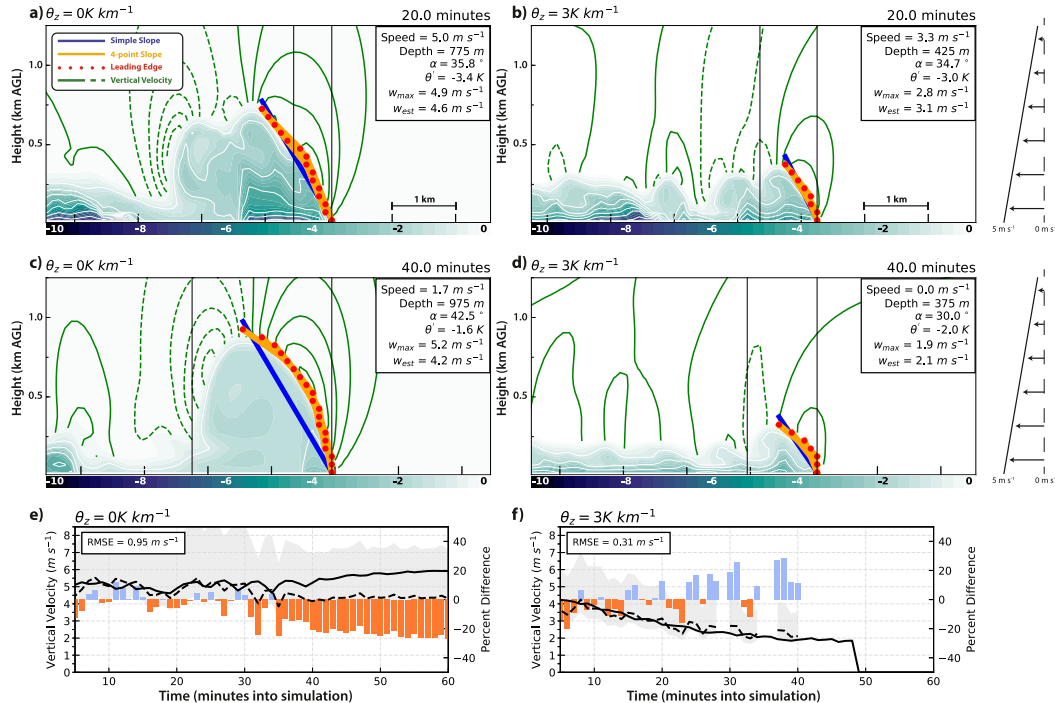 a) θz = 0K km⁻¹ 20.0 minutes
Simple Slope
4-point Slope
Leading Edge
Vertical Velocity
Speed = 5.0 m s⁻¹
Depth = 775 m
α = 35.8 °
θ′ = -3.4 K
wmax = 4.9 m s⁻¹
west = 4.6 m s⁻¹
Height (km AGL)
1.0
0.5
1 km
-10 -8 -6 -4 -2 0
b) θz = 3K km⁻¹ 20.0 minutes
Speed = 3.3 m s⁻¹
Depth = 425 m
α = 34.7 °
θ′ = -3.0 K
wmax = 2.8 m s⁻¹
west = 3.1 m s⁻¹
Height (km AGL)
1.0
0.5
1 km
-10 -8 -6 -4 -2 0
5 m s⁻¹ 0 m s
c) θz = 0K km⁻¹ 40.0 minutes
Speed = 1.7 m s⁻¹
Depth = 975 m
α = 42.5 °
θ′ = -1.6 K
wmax = 5.2 m s⁻¹
west = 4.2 m s⁻¹
Height (km AGL)
1.0
0.5
-10 -8 -6 -4 -2 0
d) θz = 3K km⁻¹ 40.0 minutes
Speed = 0.0 m s⁻¹
Depth = 375 m
α = 30.0 °
θ′ = -2.0 K
wmax = 1.9 m s⁻¹
west = 2.1 m s⁻¹
Height (km AGL)
1.0
0.5
-10 -8 -6 -4 -2 0
5 m s⁻¹ 0 m s
e) θz = 0K km⁻¹
RMSE = 0.95 m s⁻¹
Vertical Velocity (m s⁻¹)
8
7
6
5
4
3
2
1
0
Percent Difference
40
20
0
−20
−40
10 20 30 40 50 60
Time (minutes into simulation)
f) θz = 3K km⁻¹
RMSE = 0.31 m s⁻¹
Vertical Velocity (m s⁻¹)
8
7
6
5
4
3
2
1
0
Percent Difference
40
20
0
−20
−40
10 20 30 40 50 60
Time (minutes into simulation)